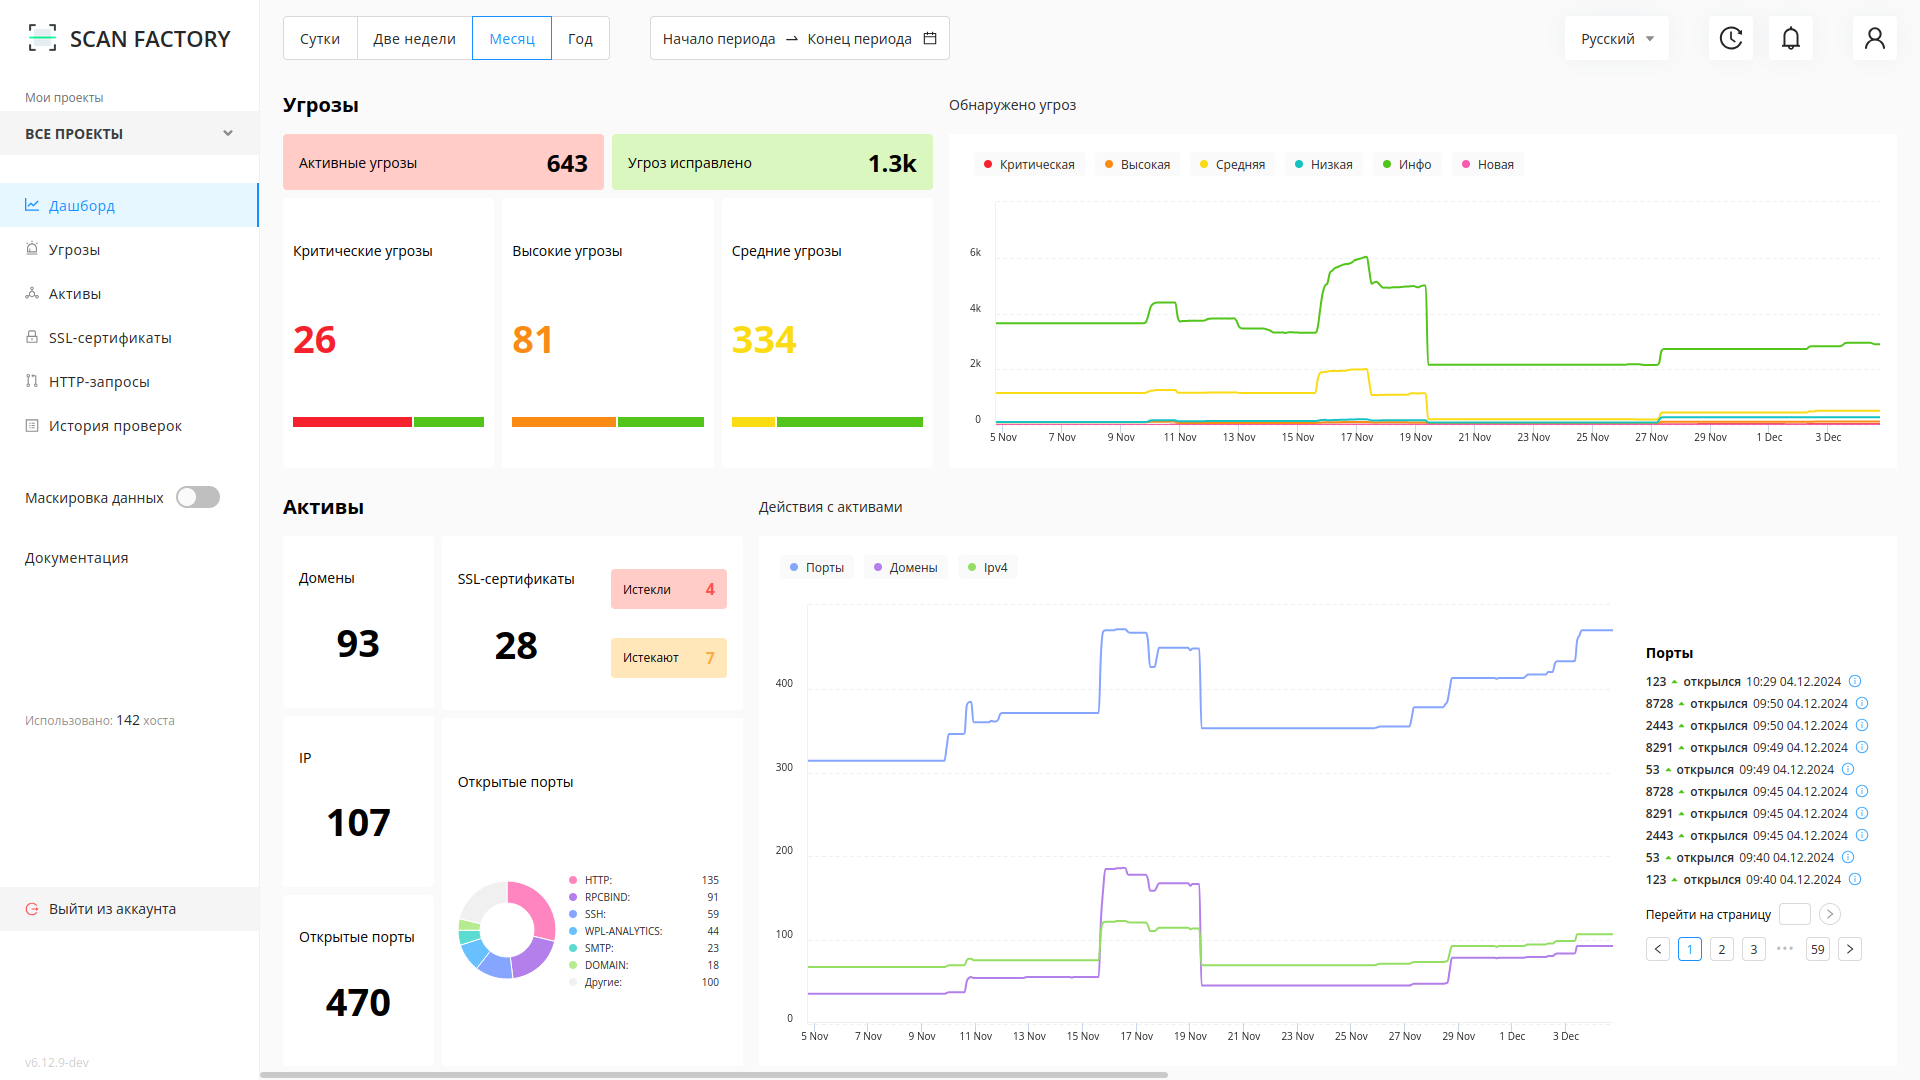 SCAN FACTORY
Мои проекты
ВСЕ ПРОЕКТЫ
Дашборд
Угрозы
Активы
SSL-сертификаты
HTTP-запросы
История проверок
Маскировка данных
Документация
Использовано: 142 хоста
Выйти из аккаунта
v6.12.9-dev
Сутки
Две недели
Месяц
Год
Начало периода → Конец периода
Русский
Угрозы
Активные угрозы 643
Угроз исправлено 1.3k
Критические угрозы
26
Высокие угрозы
81
Средние угрозы
334
Обнаружено угроз
Критическая
Высокая
Средняя
Низкая
Инфо
Новая
6k
4k
2k
0
5 Nov
7 Nov
9 Nov
11 Nov
13 Nov
15 Nov
17 Nov
19 Nov
21 Nov
23 Nov
25 Nov
27 Nov
29 Nov
1 Dec
3 Dec
Активы
Домены
93
IP
107
Открытые порты
470
SSL-сертификаты
28
Истекли 4
Истекают 7
Открытые порты
HTTP: 135
RPCBIND: 91
SSH: 59
WPL-ANALYTICS: 44
SMTP: 23
DOMAIN: 18
Другие: 100
Действия с активами
Порты
Домены
Ipv4
400
300
200
100
0
5 Nov
7 Nov
9 Nov
11 Nov
13 Nov
15 Nov
17 Nov
19 Nov
21 Nov
23 Nov
25 Nov
27 Nov
29 Nov
1 Dec
3 Dec
Порты
123 открылся 10:29 04.12.2024
8728 открылся 09:50 04.12.2024
2443 открылся 09:50 04.12.2024
8291 открылся 09:49 04.12.2024
53 открылся 09:49 04.12.2024
8728 открылся 09:45 04.12.2024
8291 открылся 09:45 04.12.2024
2443 открылся 09:45 04.12.2024
53 открылся 09:40 04.12.2024
123 открылся 09:40 04.12.2024
Перейти на страницу
1 2 3 ••• 59